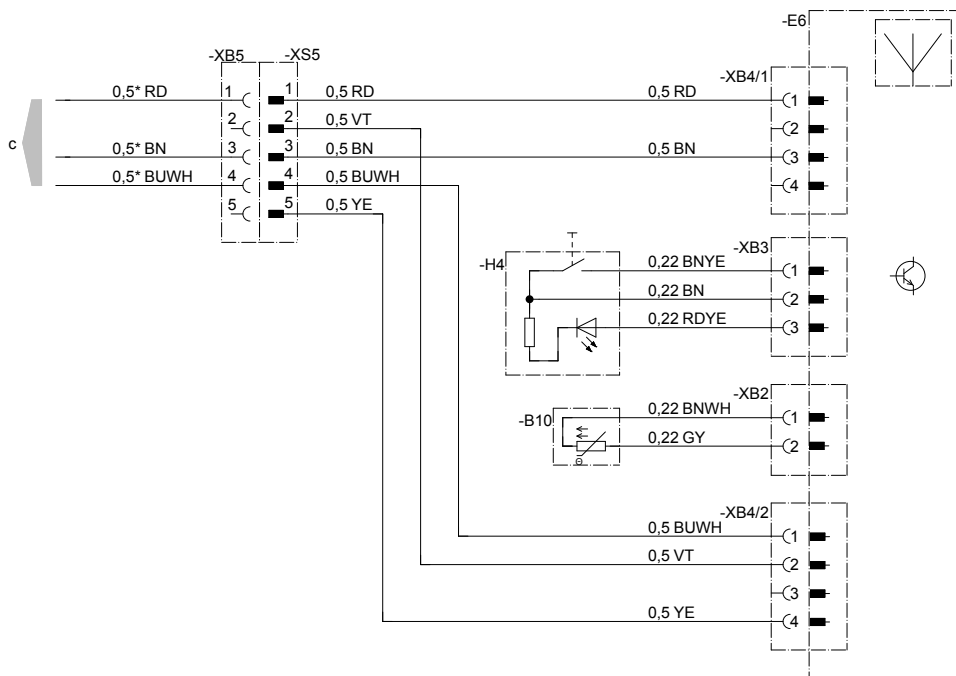 -E6
-XB5 -XS5
-XB4/1
0,5* RD 1 1 0,5 RD 0,5 RD 1
2 2 0,5 VT 2
c
0,5* BN 3 3 0,5 BN 0,5 BN 3
0,5* BUWH 4 4 0,5 BUWH 4
5 5 0,5 YE
-XB3
-H4
0,22 BNYE 1
0,22 BN 2
0,22 RDYE 3
-XB2
-B10
0,22 BNWH 1
0,22 GY 2
Θ
-XB4/2
0,5 BUWH 1
0,5 VT 2
3
0,5 YE 4